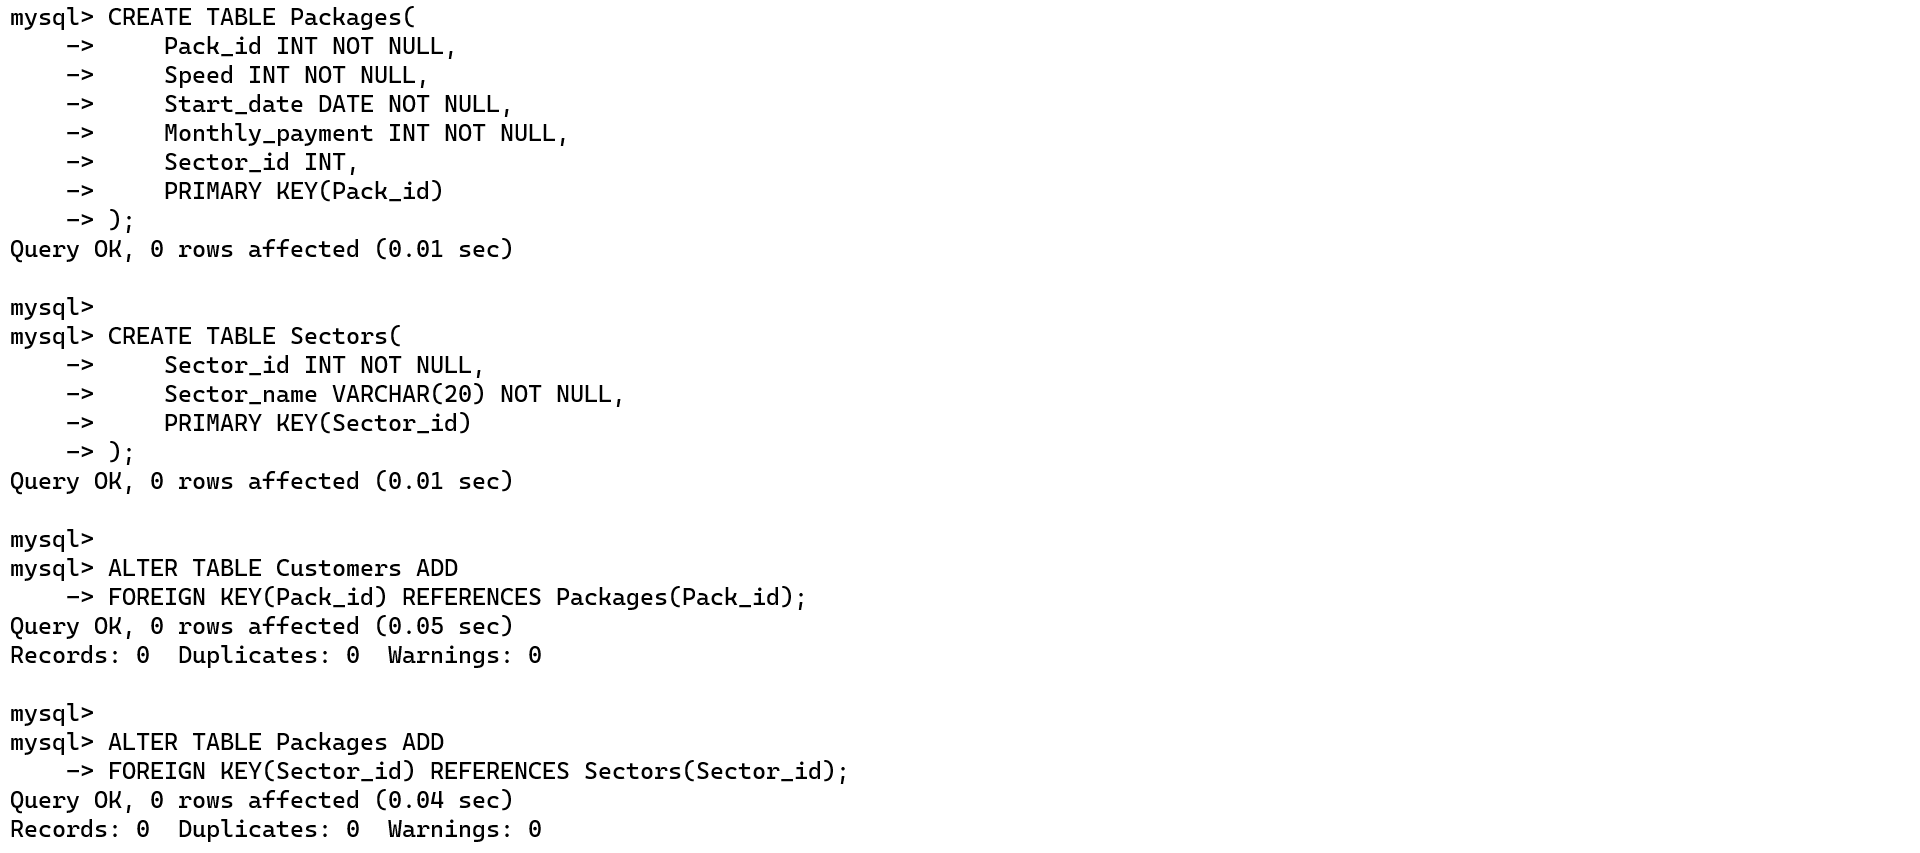 mysql> CREATE TABLE Packages(
    ->     Pack_id INT NOT NULL,
    ->     Speed INT NOT NULL,
    ->     Start_date DATE NOT NULL,
    ->     Monthly_payment INT NOT NULL,
    ->     Sector_id INT,
    ->     PRIMARY KEY(Pack_id)
    -> );
Query OK, 0 rows affected (0.01 sec)

mysql>
mysql> CREATE TABLE Sectors(
    ->     Sector_id INT NOT NULL,
    ->     Sector_name VARCHAR(20) NOT NULL,
    ->     PRIMARY KEY(Sector_id)
    -> );
Query OK, 0 rows affected (0.01 sec)

mysql>
mysql> ALTER TABLE Customers ADD
    -> FOREIGN KEY(Pack_id) REFERENCES Packages(Pack_id);
Query OK, 0 rows affected (0.05 sec)
Records: 0  Duplicates: 0  Warnings: 0

mysql>
mysql> ALTER TABLE Packages ADD
    -> FOREIGN KEY(Sector_id) REFERENCES Sectors(Sector_id);
Query OK, 0 rows affected (0.04 sec)
Records: 0  Duplicates: 0  Warnings: 0